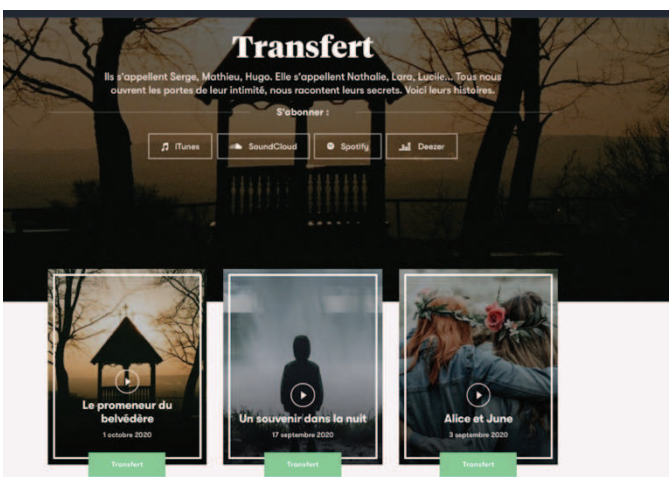 Transfert
Ils s'appellent Serge, Mathieu, Hugo. Elle s'appellent Nathalie, Lara, Lucile... Tous nous
ouvrent les portes de leur intimité, nous racontent leurs secrets. Voici leurs histoires.
S'abonner :
iTunes
SoundCloud
Spotify
Deezer
Le promeneur du
belvédère
1 octobre 2020
Transfert
Un souvenir dans la nuit
17 septembre 2020
Transfert
Alice et June
3 septembre 2020
Transfert